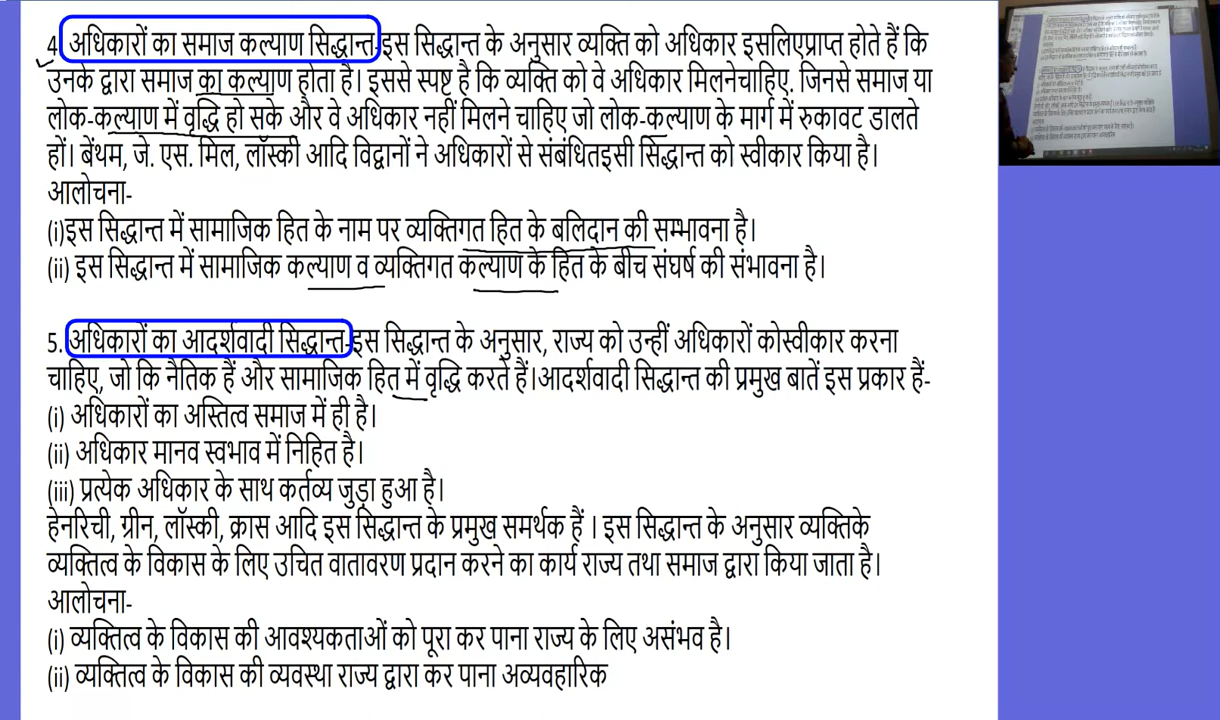 4. अधिकारों का समाज कल्याण सिद्धान्त-इस सिद्धान्त के अनुसार व्यक्ति को अधिकार इसलिएप्राप्त होते हैं कि
उनके द्वारा समाज का कल्याण होता है। इससे स्पष्ट है कि व्यक्ति को वे अधिकार मिलनेचाहिए. जिनसे समाज या
लोक-कल्याण में वृद्धि हो सके और वे अधिकार नहीं मिलने चाहिए जो लोक-कल्याण के मार्ग में रुकावट डालते
हों। बेंथम, जे. एस. मिल, लॉस्की आदि विद्वानों ने अधिकारों से संबंधितइसी सिद्धान्त को स्वीकार किया है।
आलोचना-
(i)इस सिद्धान्त में सामाजिक हित के नाम पर व्यक्तिगत हित के बलिदान की सम्भावना है।
(ii) इस सिद्धान्त में सामाजिक कल्याण व व्यक्तिगत कल्याण के हित के बीच संघर्ष की संभावना है।
5. अधिकारों का आदर्शवादी सिद्धान्त-इस सिद्धान्त के अनुसार, राज्य को उन्हीं अधिकारों कोस्वीकार करना
चाहिए, जो कि नैतिक हैं और सामाजिक हित में वृद्धि करते हैं।आदर्शवादी सिद्धान्त की प्रमुख बातें इस प्रकार हैं-
(i) अधिकारों का अस्तित्व समाज में ही है।
(ii) अधिकार मानव स्वभाव में निहित है।
(iii) प्रत्येक अधिकार के साथ कर्तव्य जुड़ा हुआ है।
हेनरिची, ग्रीन, लॉस्की, क्रास आदि इस सिद्धान्त के प्रमुख समर्थक हैं । इस सिद्धान्त के अनुसार व्यक्तिके
व्यक्तित्व के विकास के लिए उचित वातावरण प्रदान करने का कार्य राज्य तथा समाज द्वारा किया जाता है।
आलोचना-
(i) व्यक्तित्व के विकास की आवश्यकताओं को पूरा कर पाना राज्य के लिए असंभव है।
(ii) व्यक्तित्व के विकास की व्यवस्था राज्य द्वारा कर पाना अव्यवहारिक